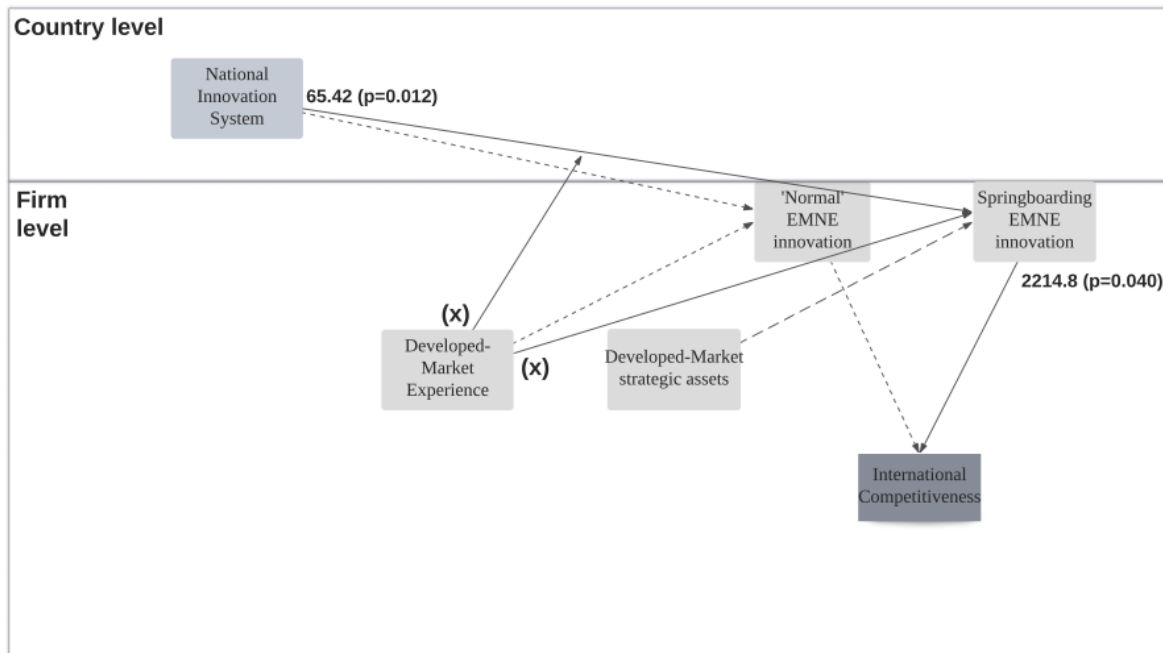 Country level
National
Innovation
System
65.42 (p=0.012)
Firm
level
'Normal'
EMNE
innovation
Springboarding
EMNE
innovation
2214.8 (p=0.040)
(x)
Developed-
Market
Experience
(x)
Developed-Market
strategic assets
International
Competitiveness